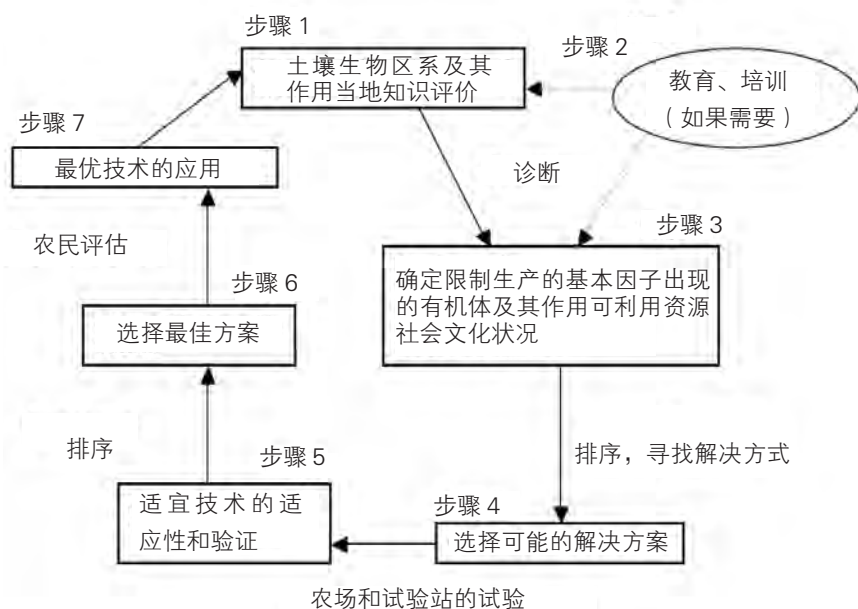 步骤 1
土壤生物区系及其
作用当地知识评价
步骤 2
教育、培训
（如果需要）
步骤 7
最优技术的应用
诊断
步骤 3
确定限制生产的基本因子出现
的有机体及其作用可利用资源
社会文化状况
农民评估
步骤 6
选择最佳方案
排序
排序，寻找解决方式
步骤 5
适宜技术的适
应性和验证
步骤 4
选择可能的解决方案
农场和试验站的试验